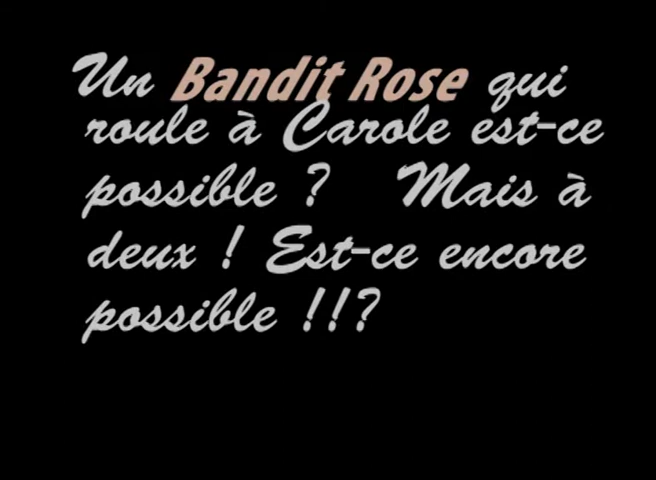 Un Bandit Rose qui
roule à Carole est-ce
possible ? Mais à
deux ! Est-ce encore
possible !!?